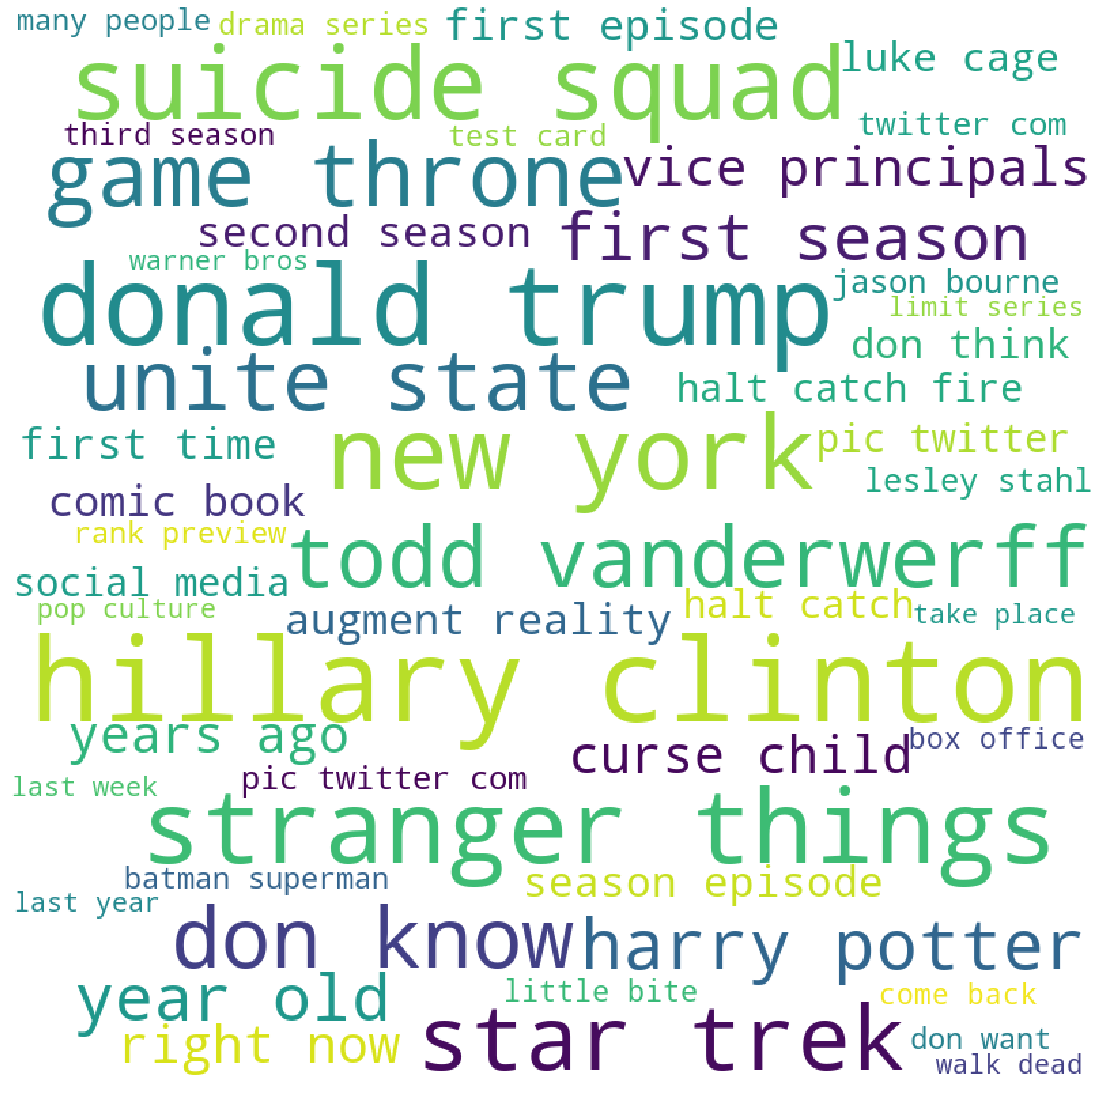 many people
drama series
first episode
suicide squad
luke cage
third season
test card
twitter com
game throne
vice principals
second season
first season
warner bros
donald trump
jason bourne
limit series
don think
unite state
halt catch fire
first time
new york
pic twitter
lesley stahl
comic book
rank preview
todd vanderwerff
social media
pop culture
augment reality
halt catch
take place
hillary clinton
years ago
curse child
box office
last week
pic twitter com
stranger things
batman superman
season episode
last year
don know
harry potter
year old
little bite
come back
right now
star trek
don want
walk dead